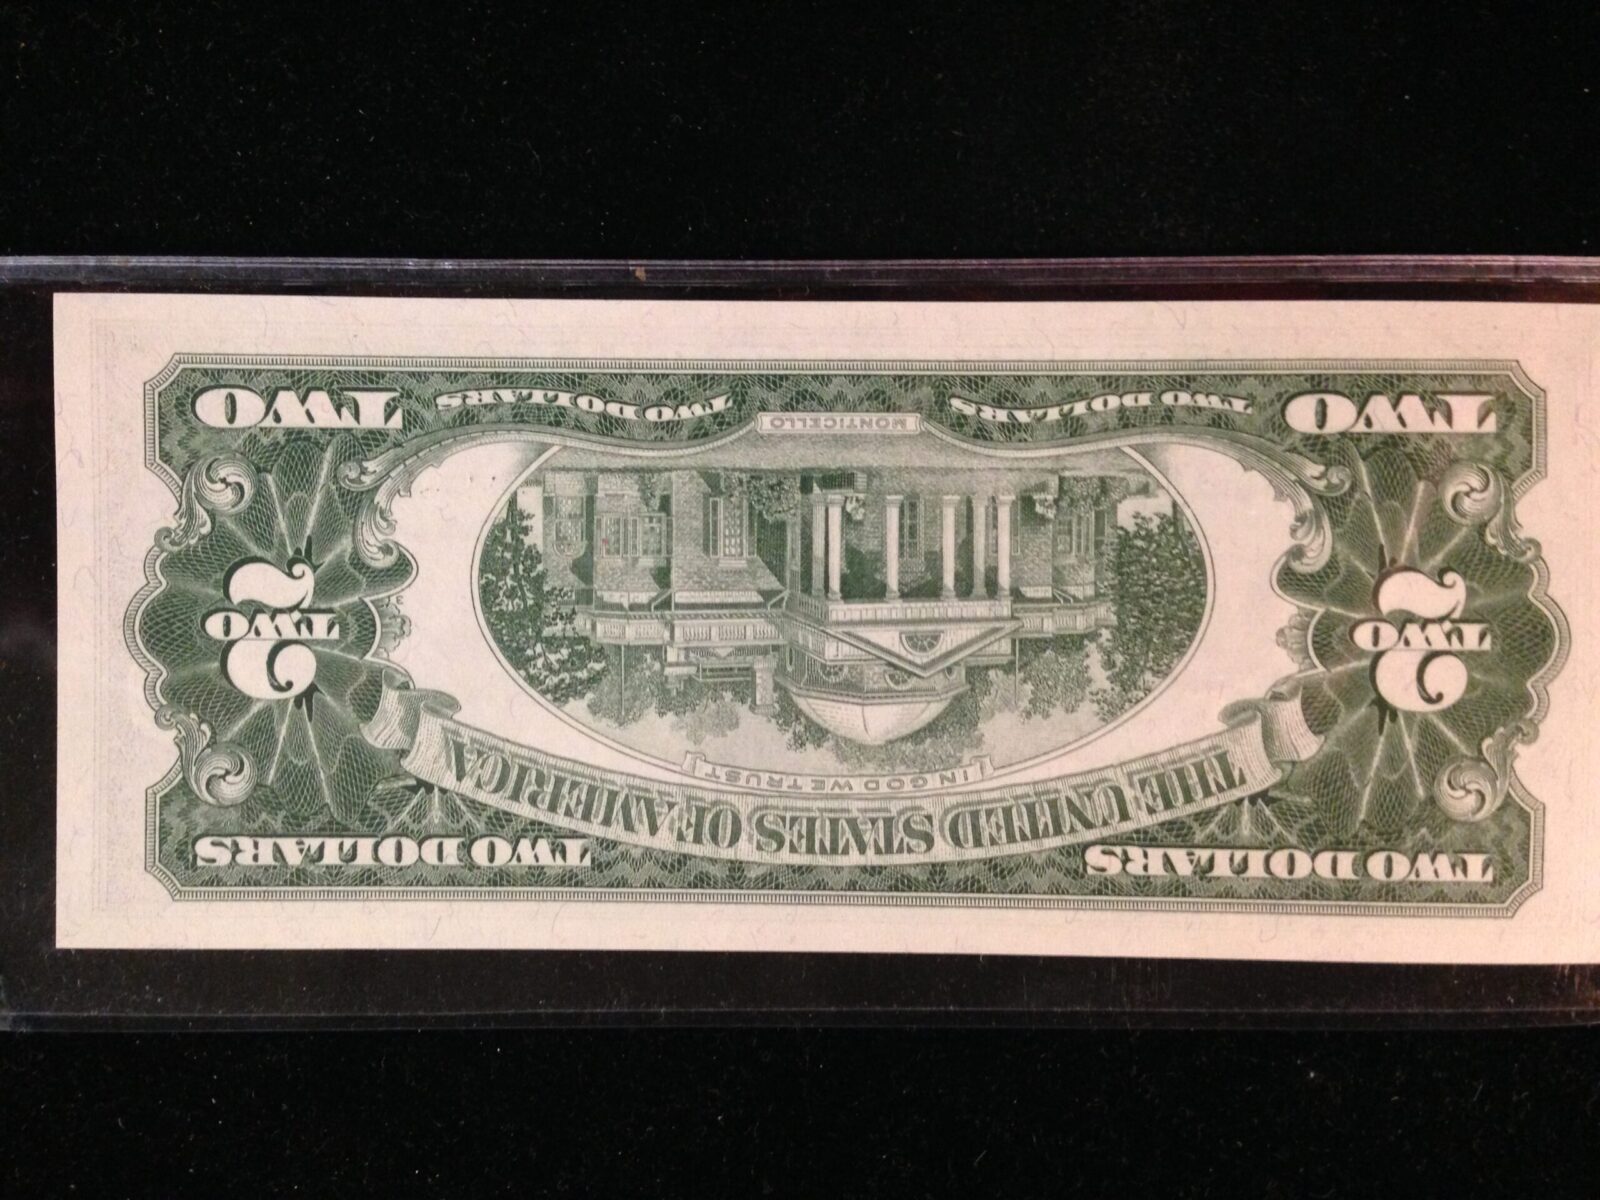 TWO DOLLARS TWO DOLLARS
THE UNITED STATES OF AMERICA
IN GOD WE TRUST
2 TWO
2 TWO
MONTICELLO
TWO TWO DOLLARS TWO DOLLARS TWO